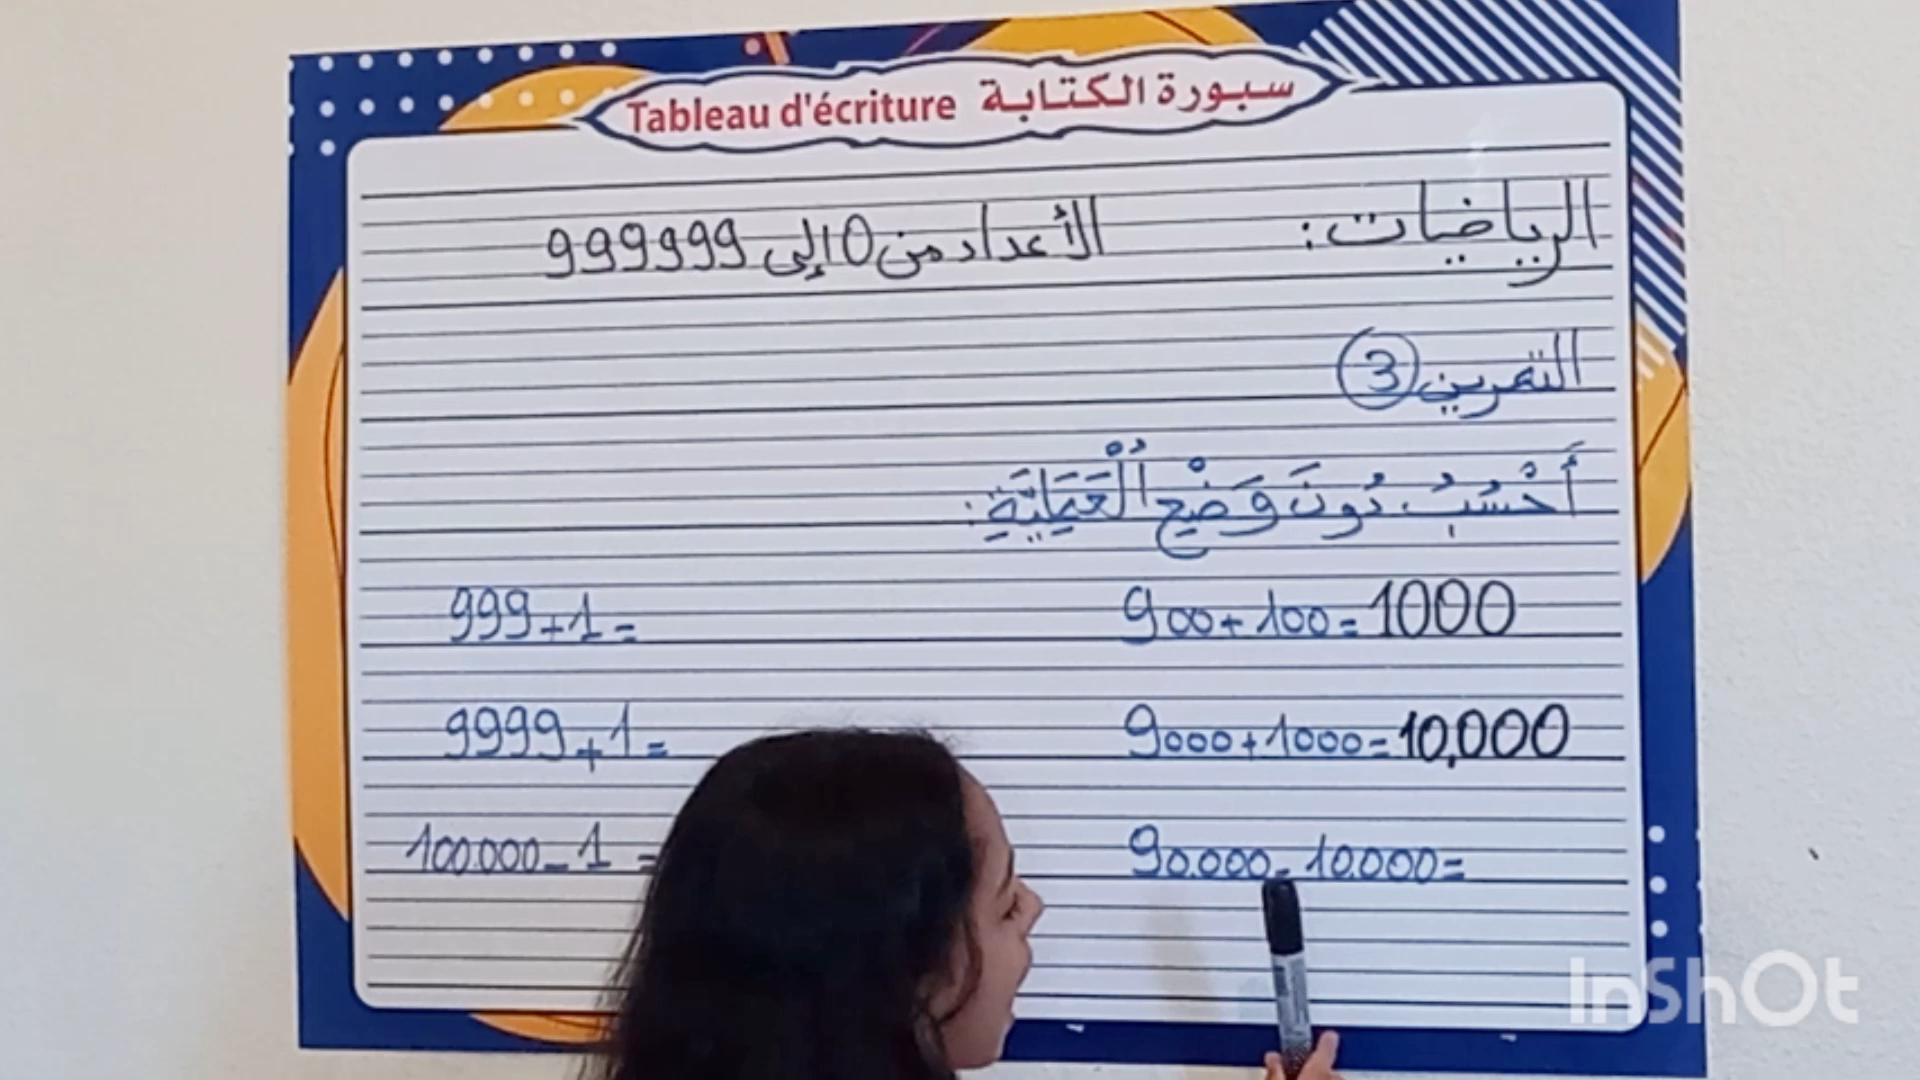 Tableau d'écriture سبورة الكتابة
الرياضيات: الأعداد من 0 إلى 999999
التمرين 3
أَحْسُبُ دُونَ وَضْعِ الْعَمَلِيَّةِ:
999+1= 900+100=1000
9999+1= 9000+1000=10,000
100.000-1= 90.000-10.000=
InShOt